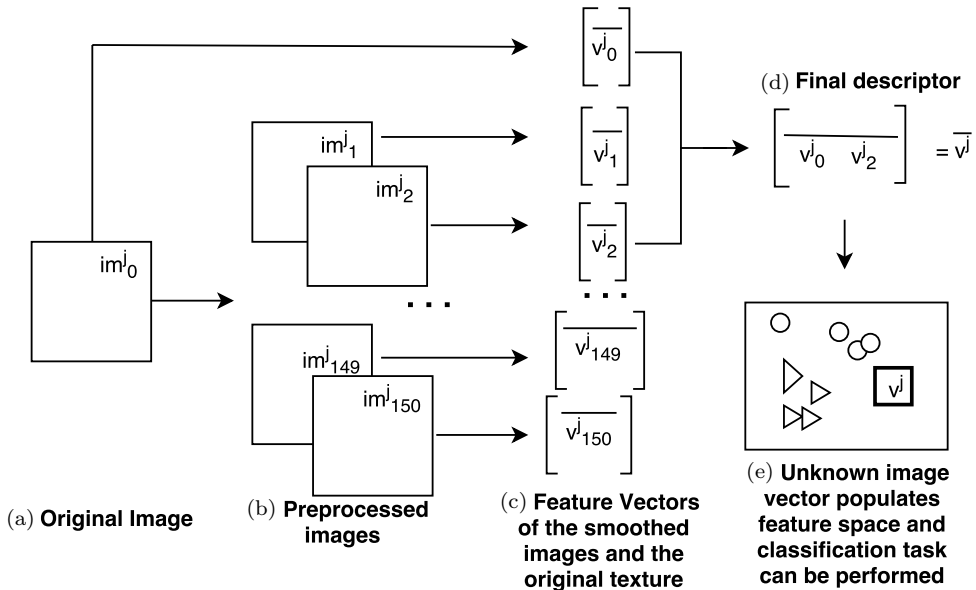 v^j_0
(d) Final descriptor
im^j_1
v^j_1
v^j_0 v^j_2 = v^j
im^j_2
v^j_2
im^j_0
. . .
. . .
im^j_149
v^j_149
im^j_150
v^j_150
v^j
(a) Original Image
(b) Preprocessed
images
(c) Feature Vectors
of the smoothed
images and the
original texture
(e) Unknown image
vector populates
feature space and
classification task
can be performed